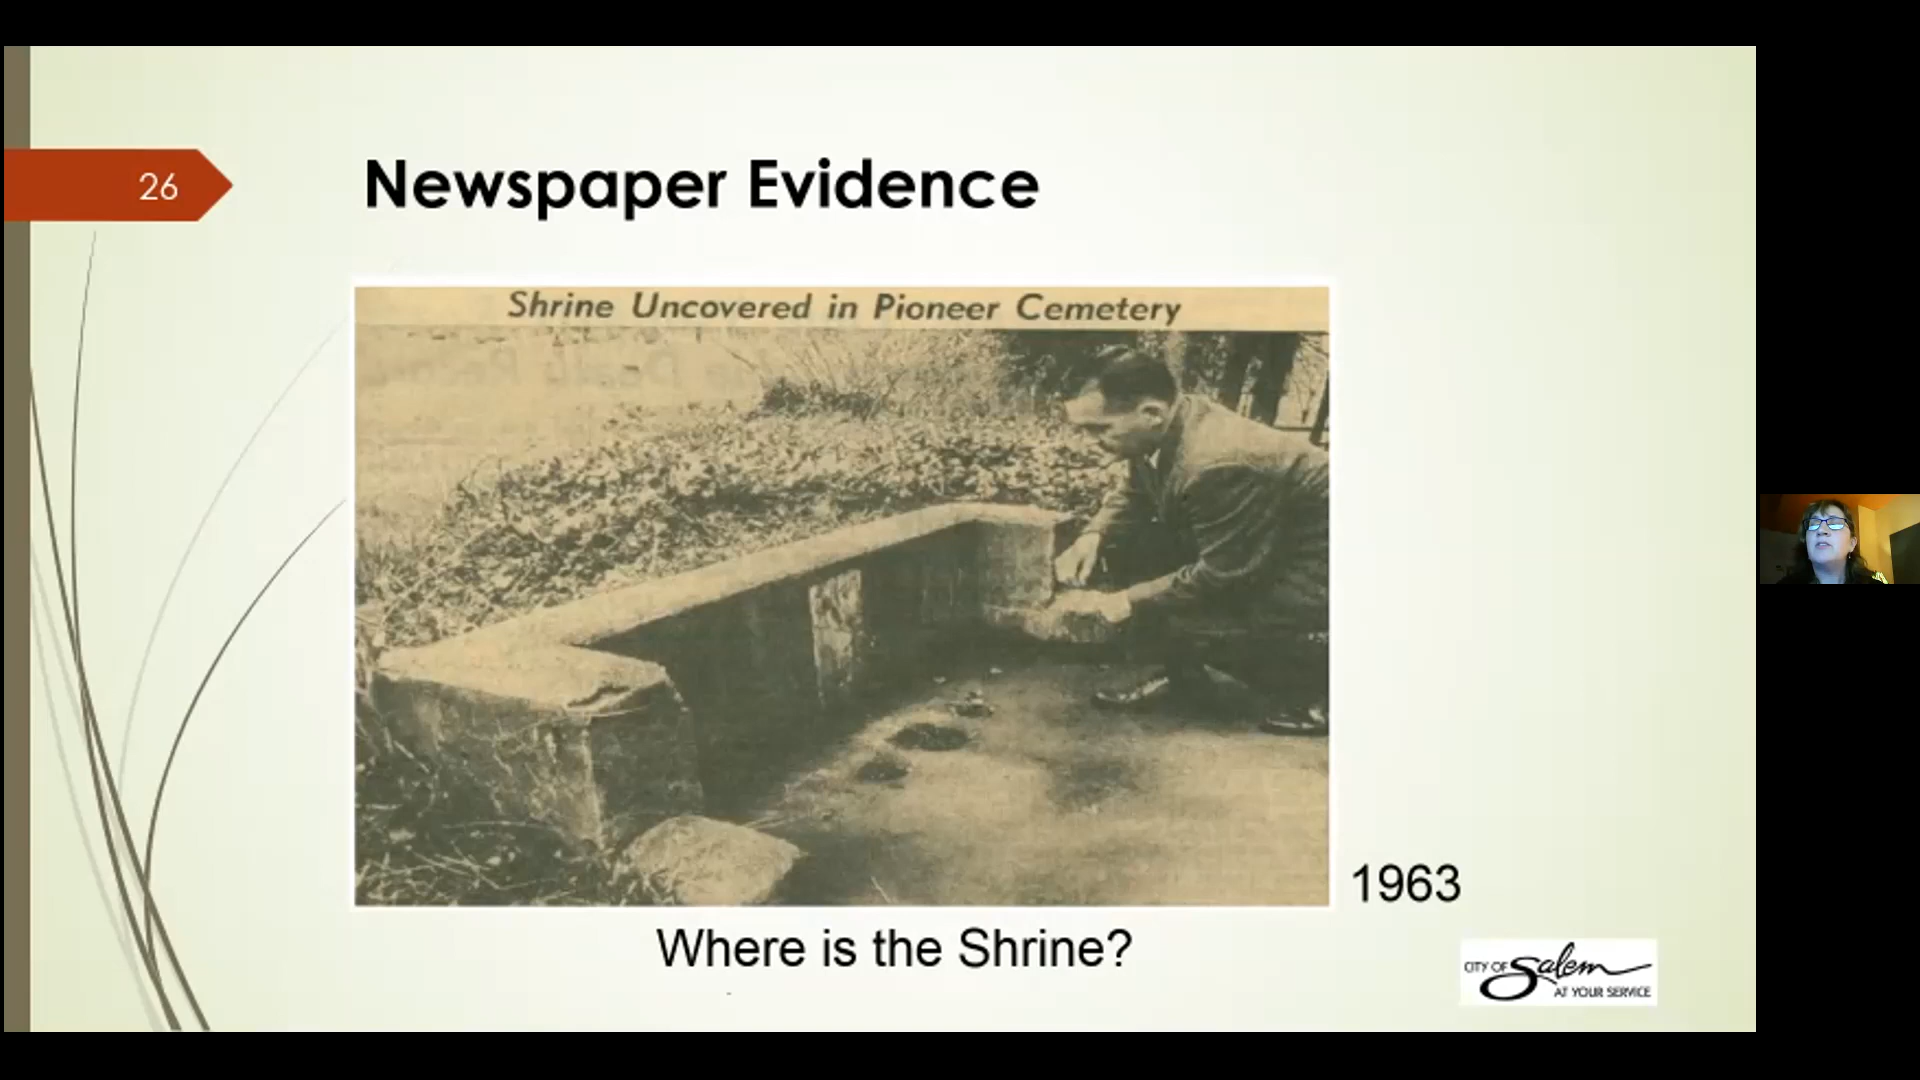 26
Newspaper Evidence
Shrine Uncovered in Pioneer Cemetery
1963
Where is the Shrine?
CITY OF Salem
AT YOUR SERVICE